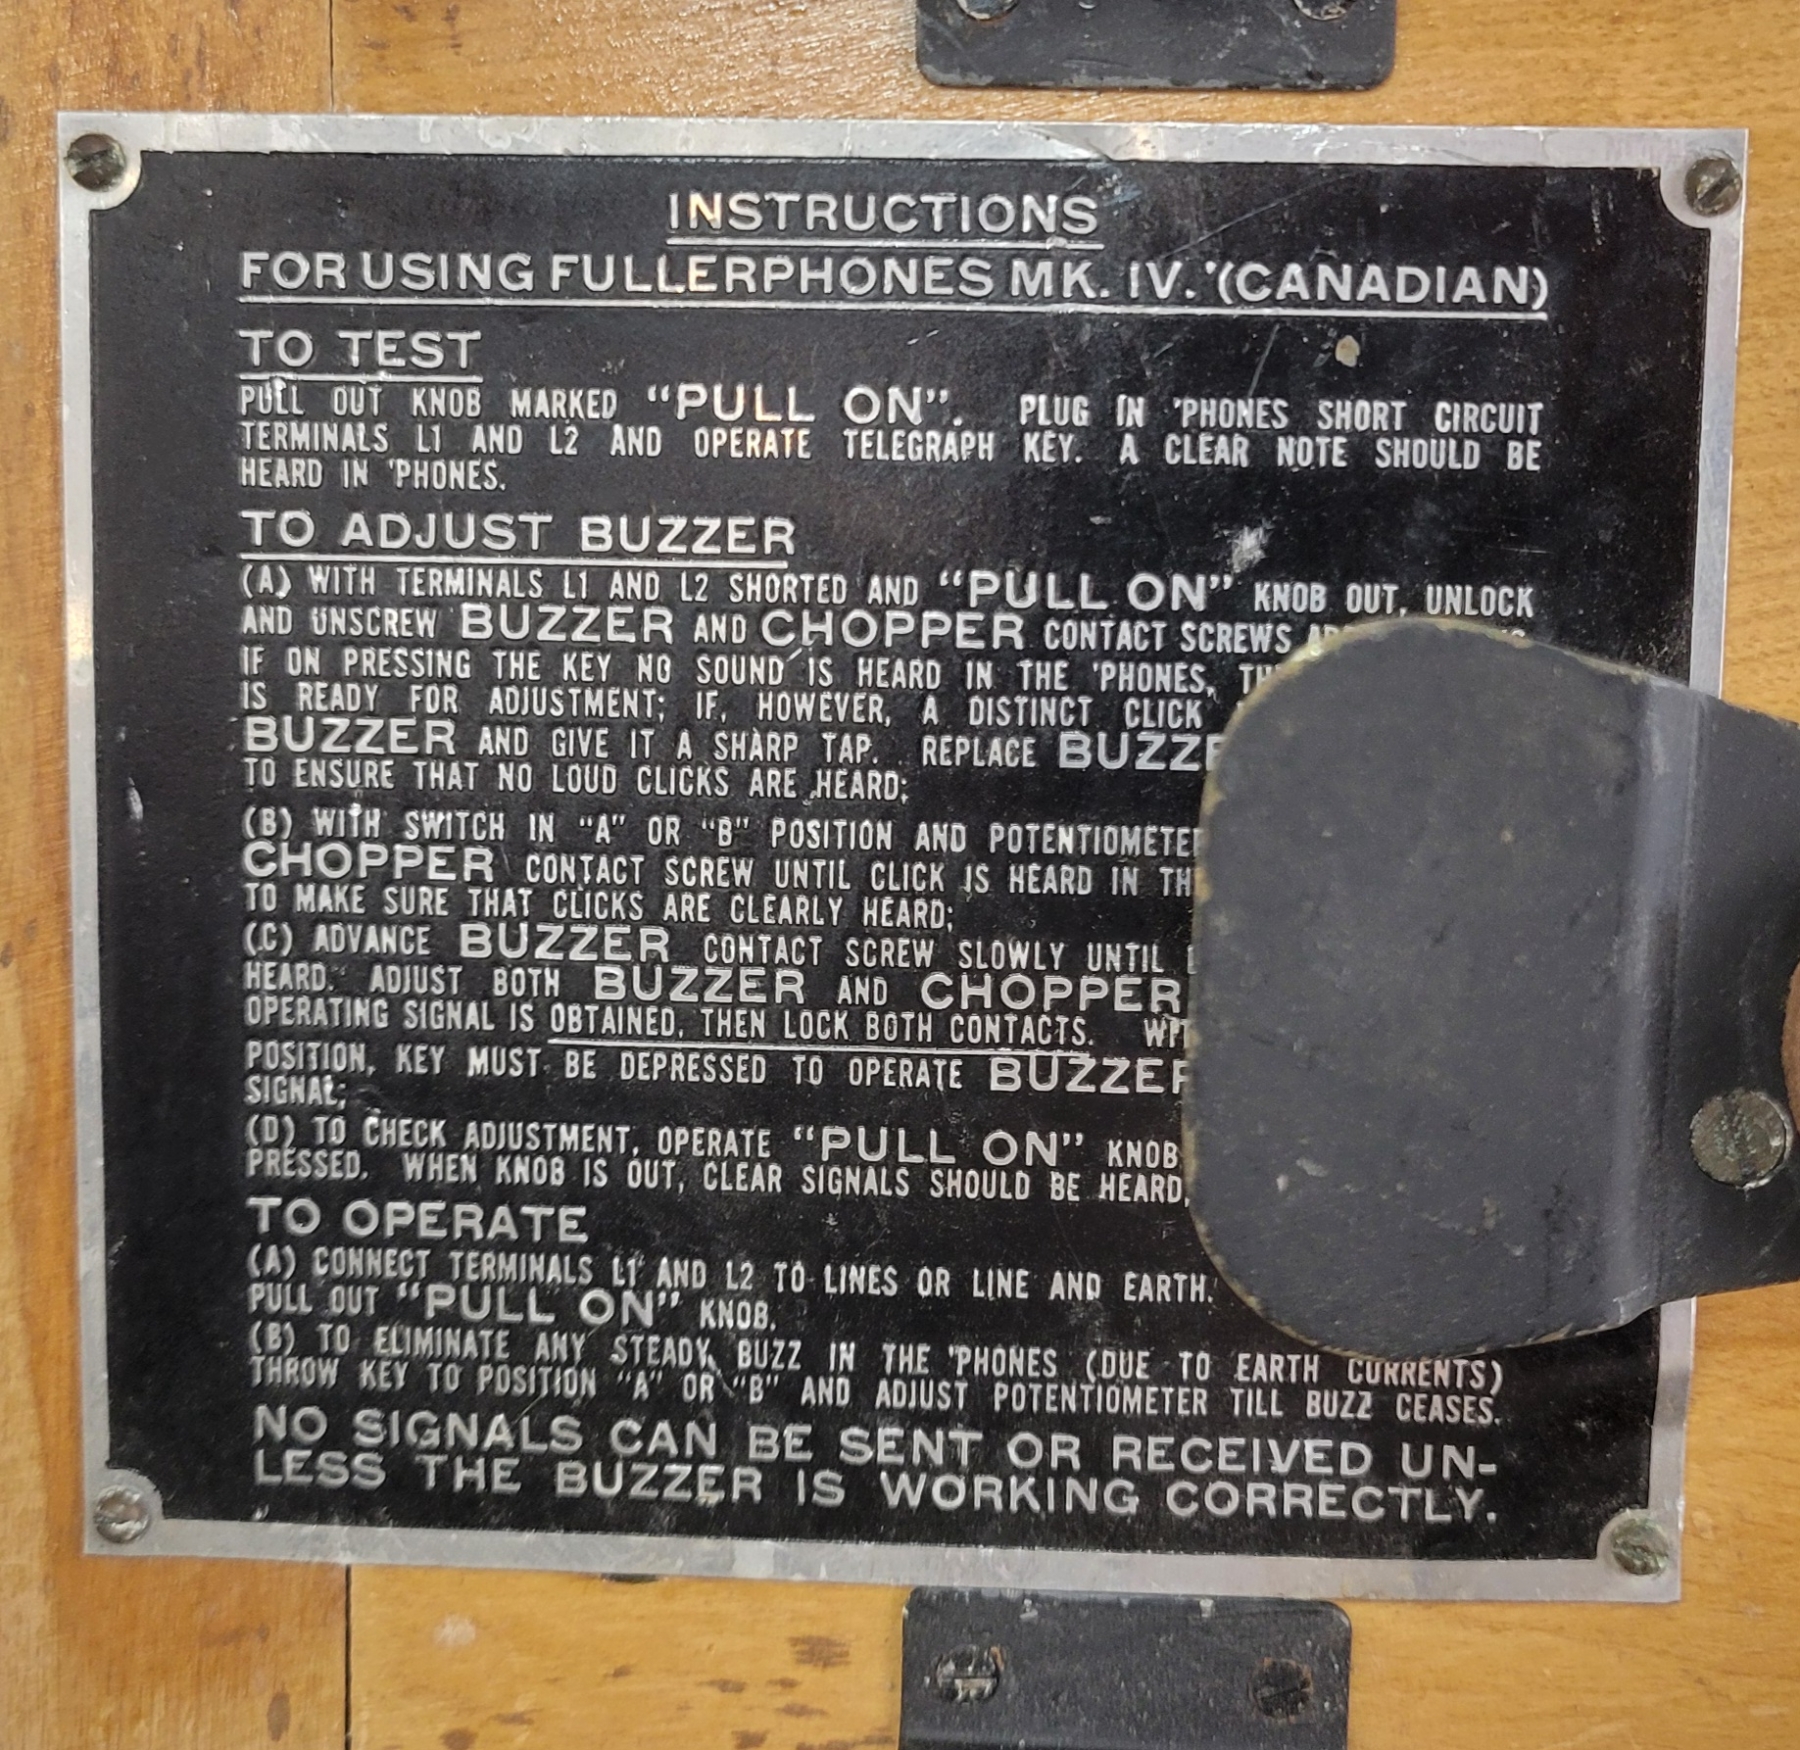 INSTRUCTIONS
FOR USING FULLERPHONES MK. IV. (CANADIAN)
TO TEST
PULL OUT KNOB MARKED "PULL ON". PLUG IN 'PHONES SHORT CIRCUIT
TERMINALS L1 AND L2 AND OPERATE TELEGRAPH KEY. A CLEAR NOTE SHOULD BE
HEARD IN 'PHONES.
TO ADJUST BUZZER
(A) WITH TERMINALS L1 AND L2 SHORTED AND "PULL ON" KNOB OUT, UNLOCK
AND UNSCREW BUZZER AND CHOPPER CONTACT SCREWS
IF ON PRESSING THE KEY NO SOUND IS HEARD IN THE 'PHONES,
IS READY FOR ADJUSTMENT; IF, HOWEVER, A DISTINCT CLICK
BUZZER AND GIVE IT A SHARP TAP. REPLACE
TO ENSURE THAT NO LOUD CLICKS ARE HEARD;
(B) WITH SWITCH IN "A" OR "B" POSITION AND
CHOPPER CONTACT SCREW UNTIL CLICK IS HEARD IN
TO MAKE SURE THAT CLICKS ARE CLEARLY HEARD;
(C) ADVANCE BUZZER CONTACT SCREW SLOWLY UNTIL
HEARD. ADJUST BOTH BUZZER AND CHOPPER
OPERATING SIGNAL IS OBTAINED, THEN LOCK BOTH CONTACTS.
POSITION, KEY MUST BE DEPRESSED TO OPERATE BUZZER
SIGNAL;
(D) TO CHECK ADJUSTMENT, OPERATE "PULL ON" KNOB
PRESSED. WHEN KNOB IS OUT, CLEAR SIGNALS SHOULD BE HEARD,
TO OPERATE
(A) CONNECT TERMINALS L1 AND L2 TO LINES OR LINE AND EARTH.
PULL OUT "PULL ON" KNOB.
(B) TO ELIMINATE ANY STEADY BUZZ IN THE 'PHONES (DUE TO EARTH CURRENTS)
THROW KEY TO POSITION "A" OR "B" AND ADJUST POTENTIOMETER TILL BUZZ CEASES.
NO SIGNALS CAN BE SENT OR RECEIVED UN-
LESS THE BUZZER IS WORKING CORRECTLY.